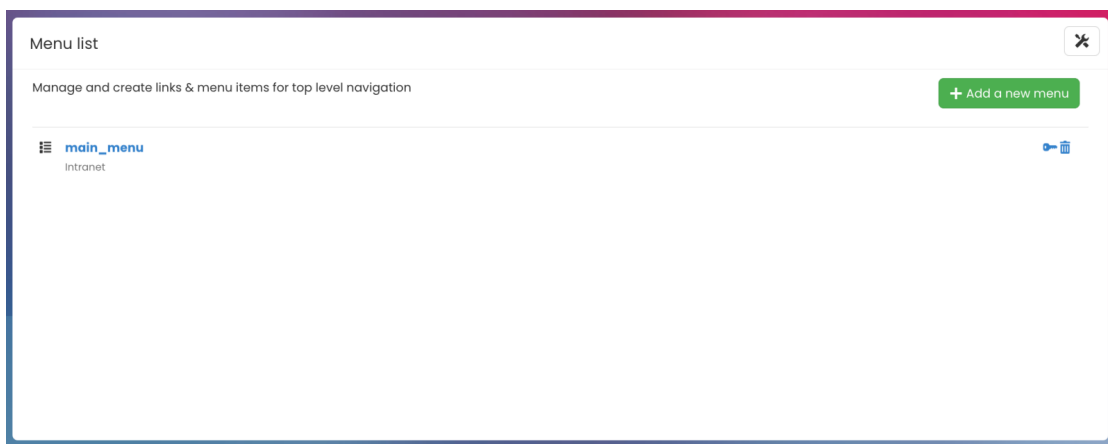 Menu list
Manage and create links & menu items for top level navigation
Add a new menu
main_menu
Intranet